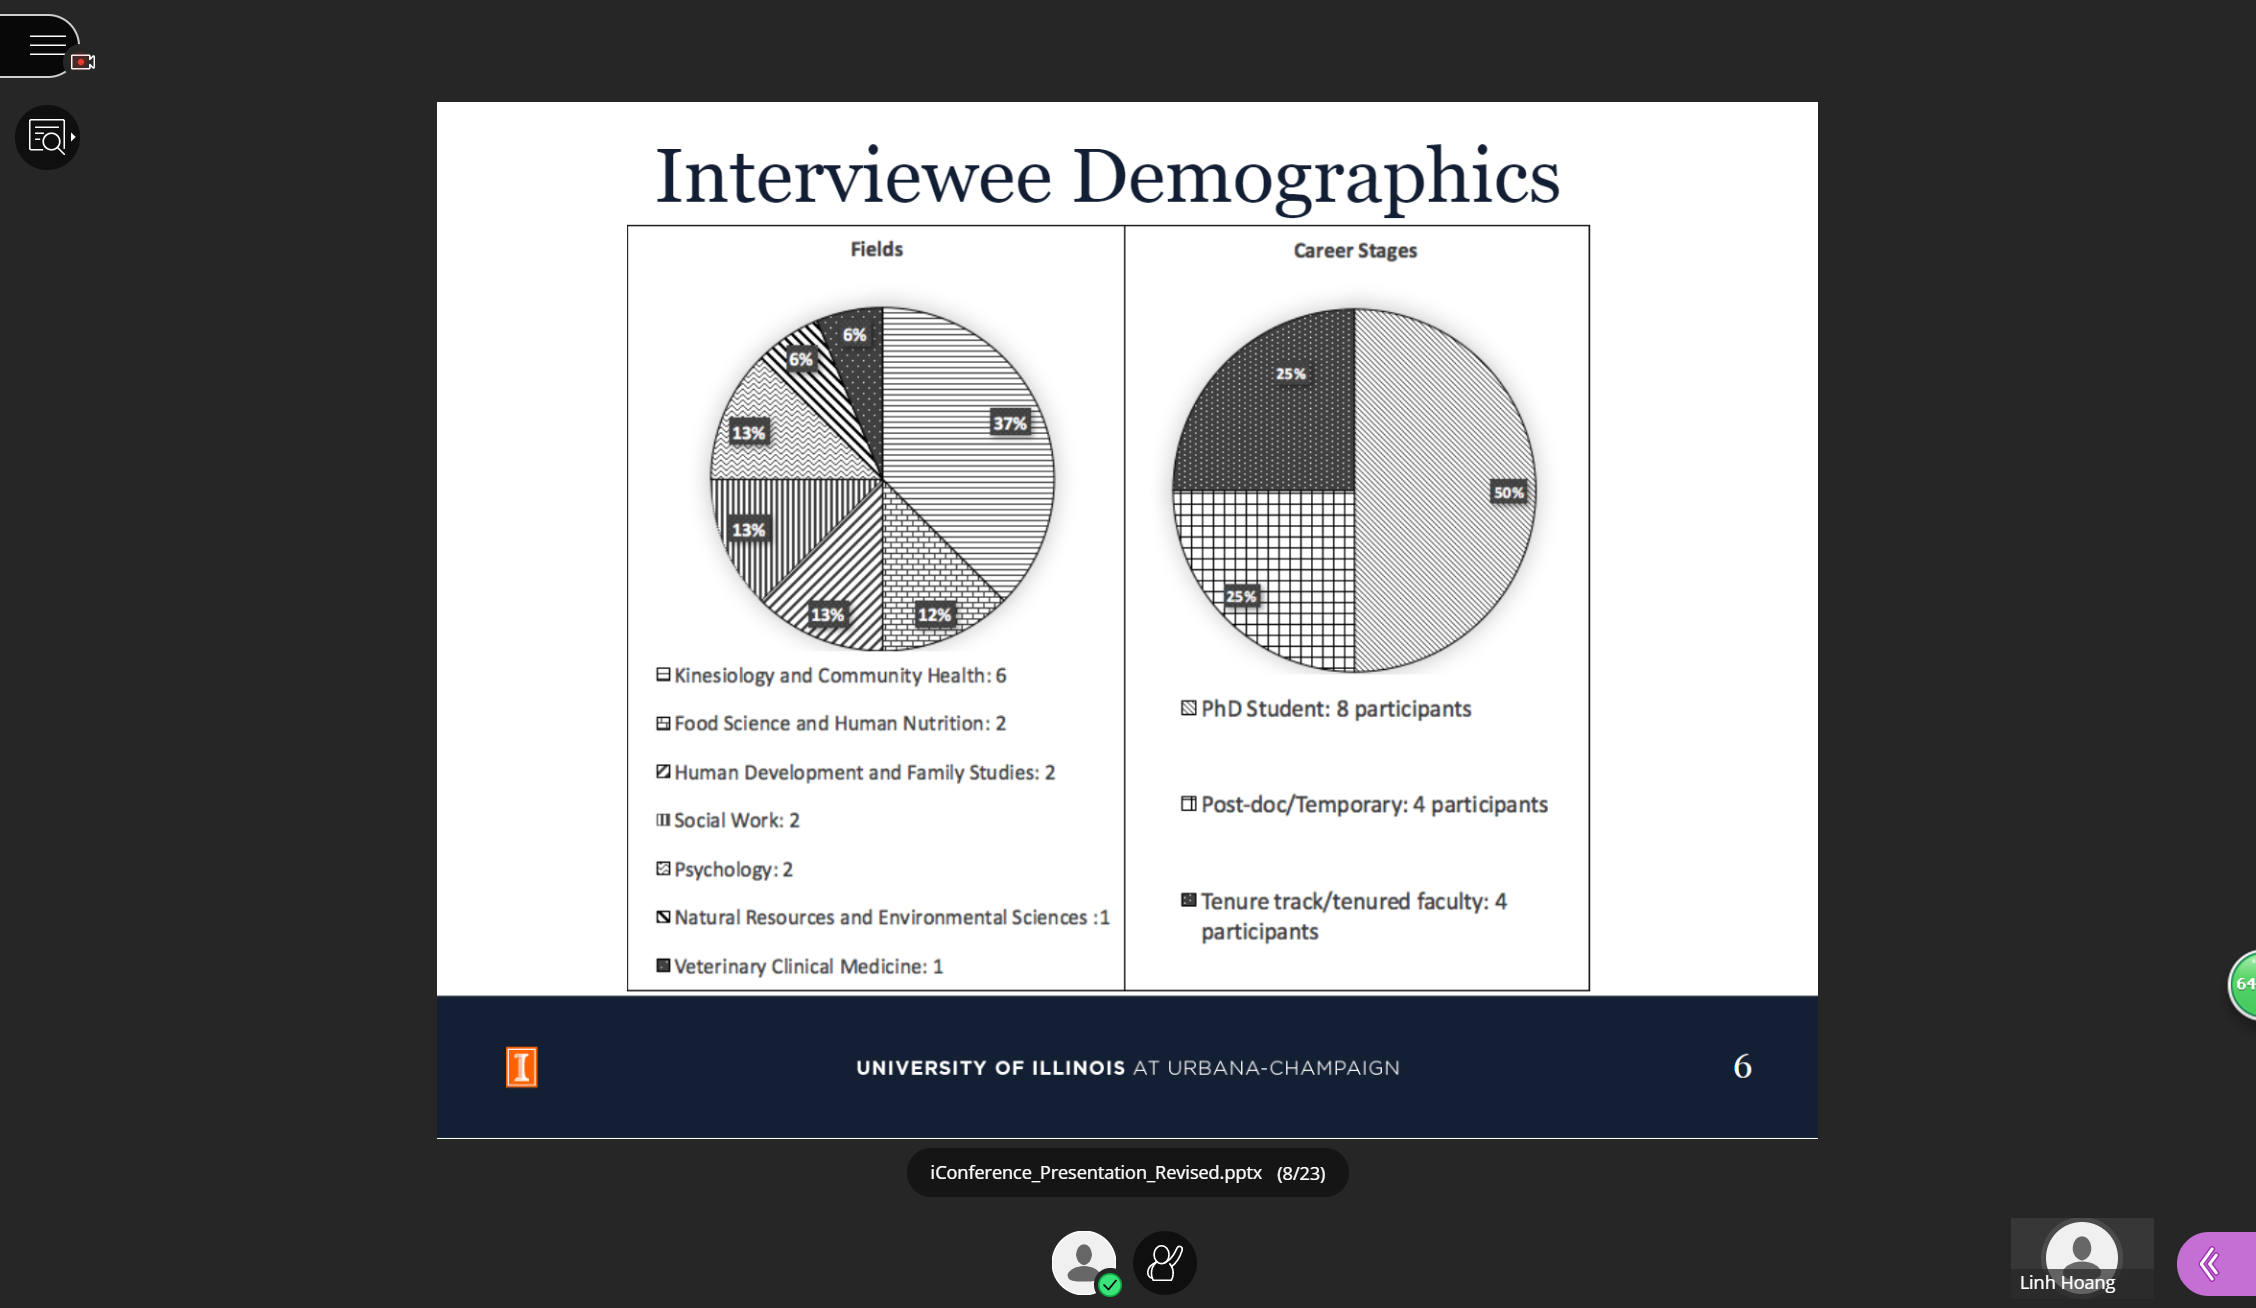 Interviewee Demographics
Fields
6%
6%
37%
13%
13%
13%
12%
Kinesiology and Community Health: 6
Food Science and Human Nutrition: 2
Human Development and Family Studies: 2
Social Work: 2
Psychology: 2
Natural Resources and Environmental Sciences :1
Veterinary Clinical Medicine: 1
Career Stages
25%
50%
25%
PhD Student: 8 participants
Post-doc/Temporary: 4 participants
Tenure track/tenured faculty: 4
participants
I
UNIVERSITY OF ILLINOIS AT URBANA-CHAMPAIGN
6
64
iConference_Presentation_Revised.pptx (8/23)
Linh Hoang